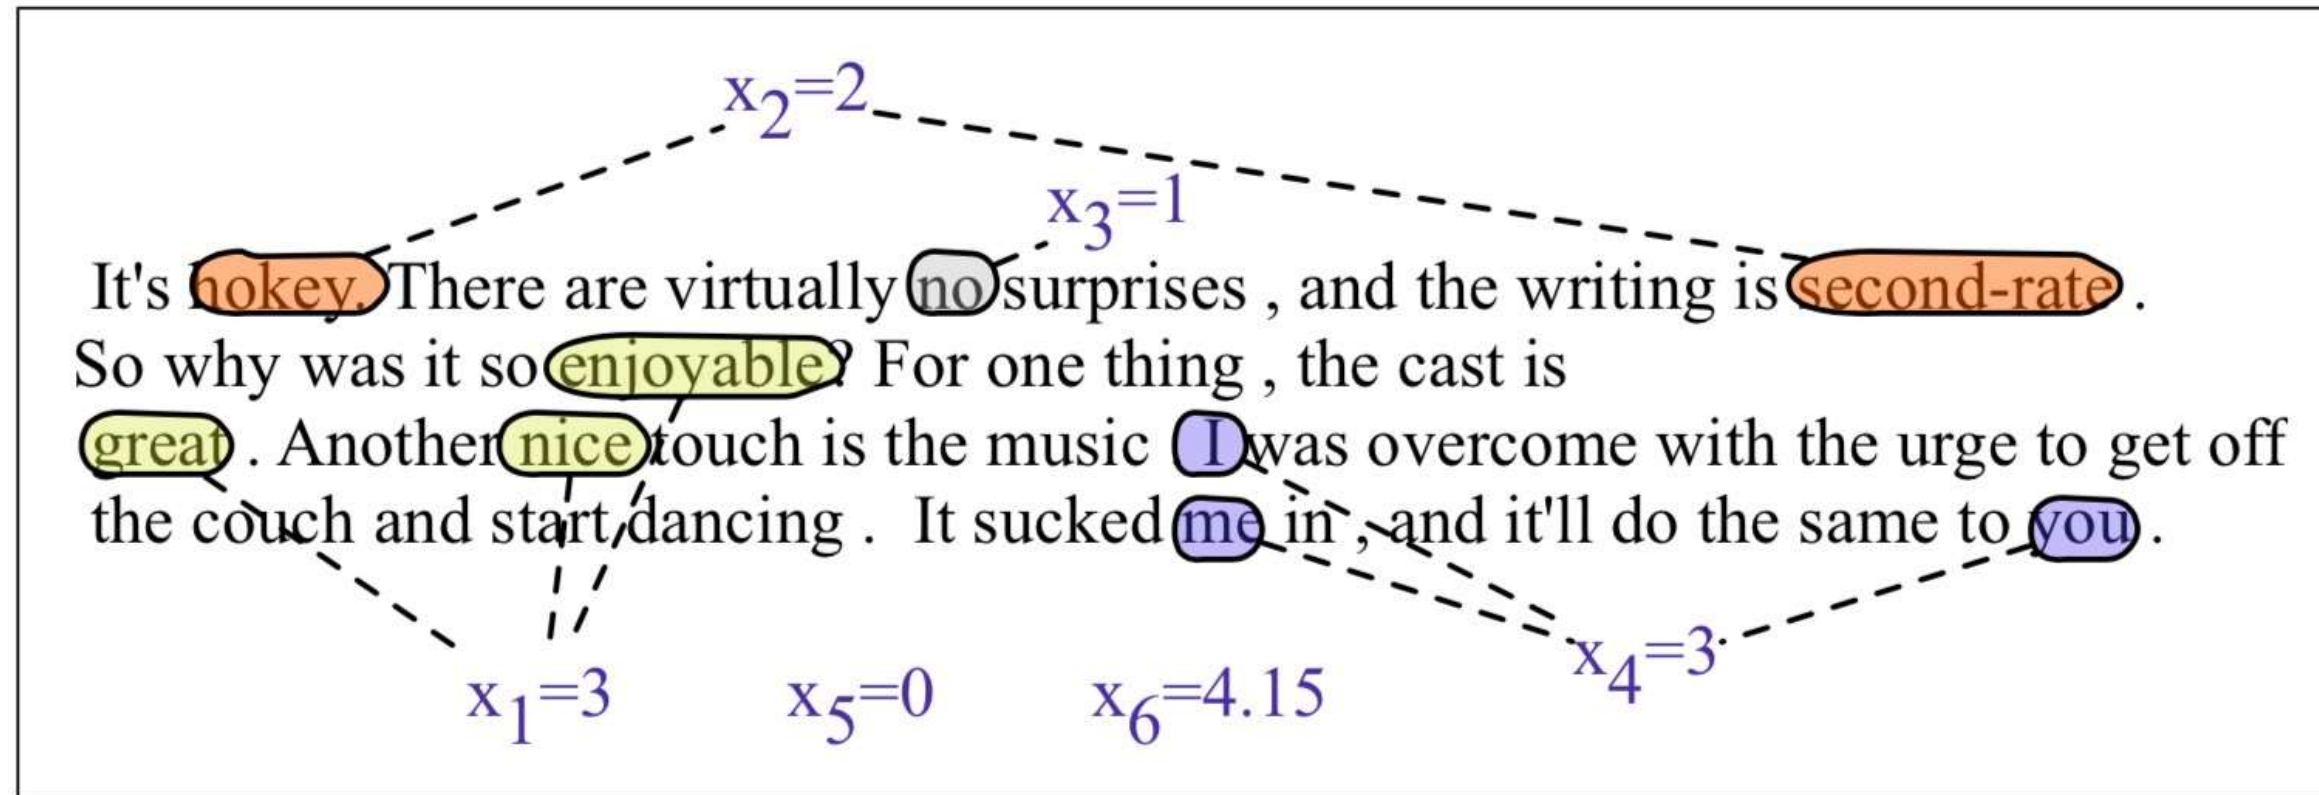 x2=2
x3=1
It's hokey. There are virtually no surprises , and the writing is second-rate .
So why was it so enjoyable? For one thing , the cast is
great . Another nice touch is the music I was overcome with the urge to get off
the couch and start dancing . It sucked me in , and it'll do the same to you .
x1=3 x5=0 x6=4.15 x4=3